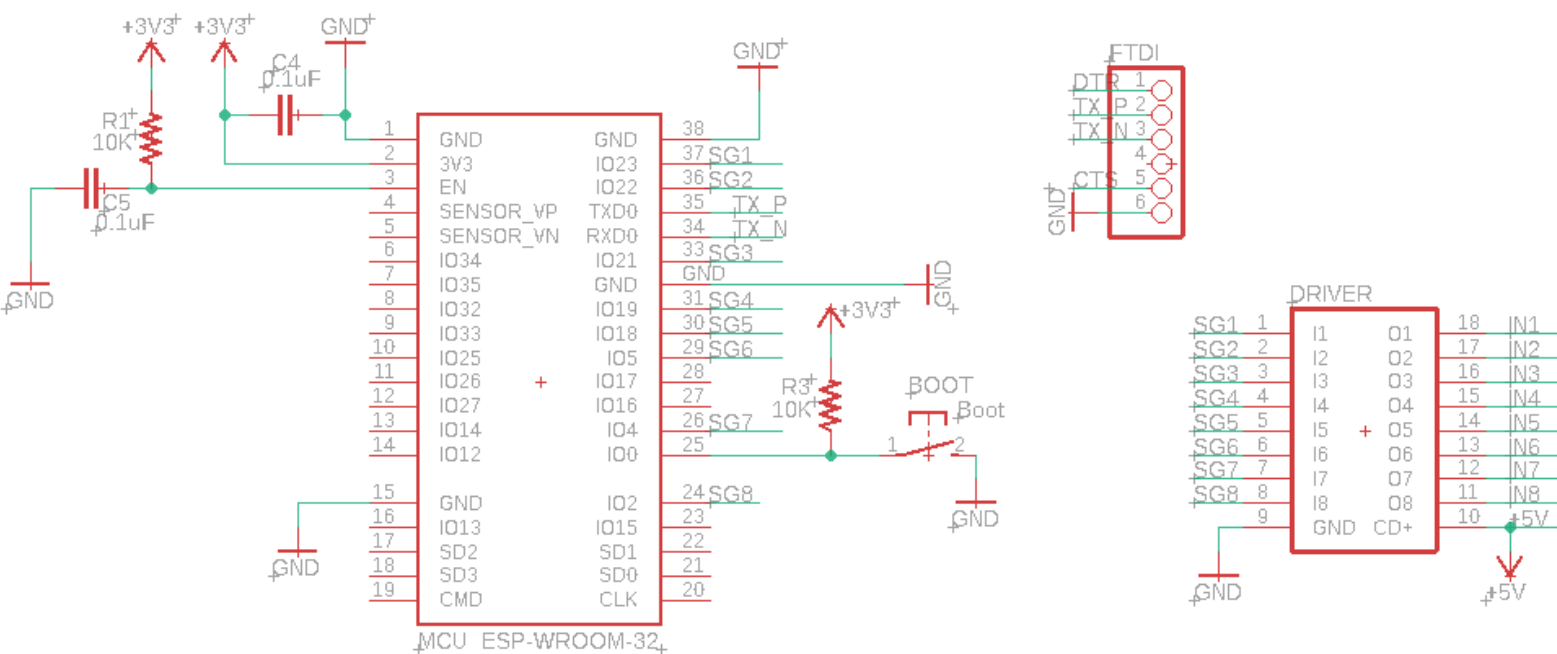 +3V3 +3V3 GND
C4
0.1uF
R1
10K
C5
0.1uF
GND
GND
1 GND GND 38
2 3V3 IO23 37 SG1
3 EN IO22 36 SG2
4 SENSOR_VP TXD0 35 TX_P
5 SENSOR_VN RXD0 34 TX_N
6 IO34 IO21 33 SG3
7 IO35 GND GND
8 IO32 IO19 31 SG4
9 IO33 IO18 30 SG5
10 IO25 IO5 29 SG6
11 IO26 IO17 28
12 IO27 IO16 27
13 IO14 IO4 26 SG7
14 IO12 IO0 25
15 GND IO2 24 SG8
16 IO13 IO15 23
17 SD2 SD1 22
18 SD3 SD0 21
19 CMD CLK 20
GND
MCU ESP-WROOM-32
GND
+3V3
R3
10K
BOOT
Boot
1 2
GND
FTDI
DTR 1
TX_P 2
TX_N 3
4
CTS 5
GND 6
DRIVER
SG1 1 I1 O1 18 IN1
SG2 2 I2 O2 17 IN2
SG3 3 I3 O3 16 IN3
SG4 4 I4 O4 15 IN4
SG5 5 I5 O5 14 IN5
SG6 6 I6 O6 13 IN6
SG7 7 I7 O7 12 IN7
SG8 8 I8 O8 11 IN8
9 GND CD+ 10 +5V
GND
+5V